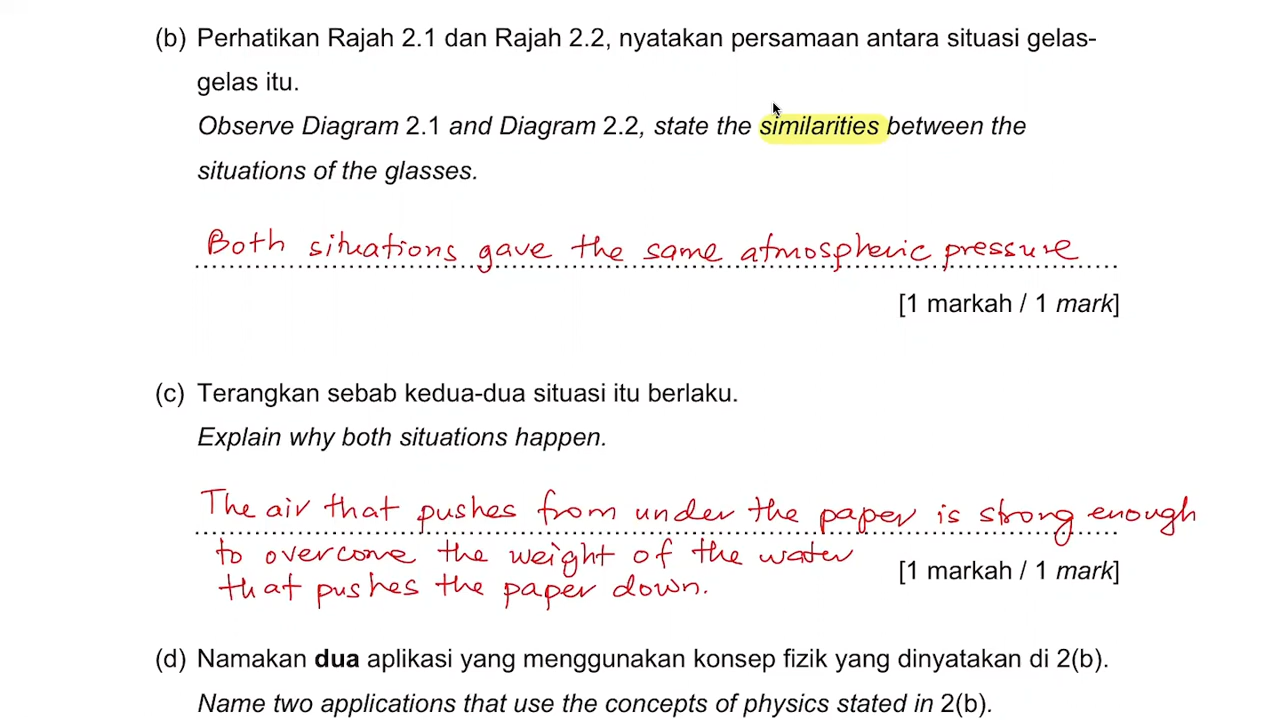 (b) Perhatikan Rajah 2.1 dan Rajah 2.2, nyatakan persamaan antara situasi gelas-
gelas itu.
Observe Diagram 2.1 and Diagram 2.2, state the similarities between the
situations of the glasses.
Both situations gave the same atmospheric pressure
[1 markah / 1 mark]
(c) Terangkan sebab kedua-dua situasi itu berlaku.
Explain why both situations happen.
The air that pushes from under the paper is strong enough
to overcome the weight of the water
that pushes the paper down.
[1 markah / 1 mark]
(d) Namakan dua aplikasi yang menggunakan konsep fizik yang dinyatakan di 2(b).
Name two applications that use the concepts of physics stated in 2(b).